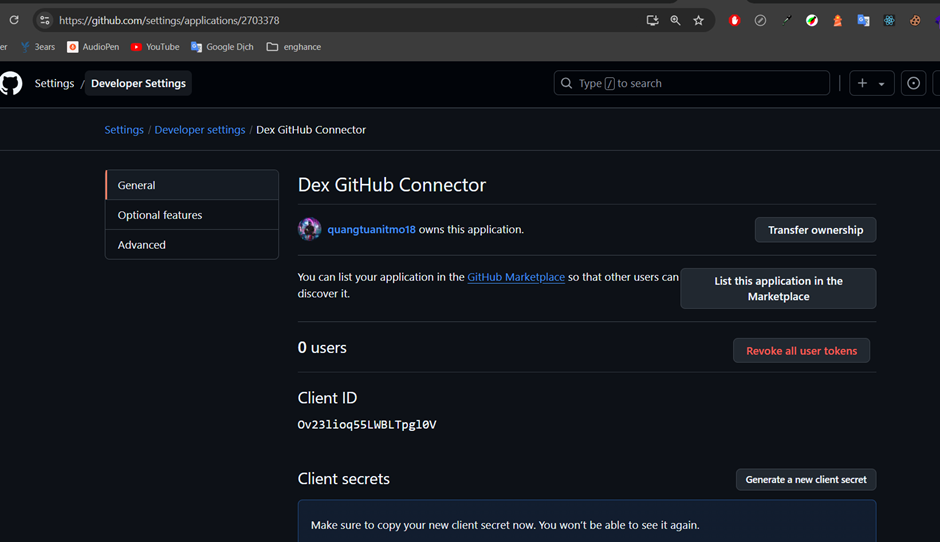 https://github.com/settings/applications/2703378
er 3ears AudioPen YouTube Google Dịch enghance
Settings / Developer Settings
Type / to search
Settings / Developer settings / Dex GitHub Connector
General
Optional features
Advanced
Dex GitHub Connector
quangtuanitmo18 owns this application.
Transfer ownership
You can list your application in the GitHub Marketplace so that other users can
discover it.
List this application in the
Marketplace
0 users
Revoke all user tokens
Client ID
Ov23lioq55LWBLTpgl0V
Client secrets
Generate a new client secret
Make sure to copy your new client secret now. You won't be able to see it again.